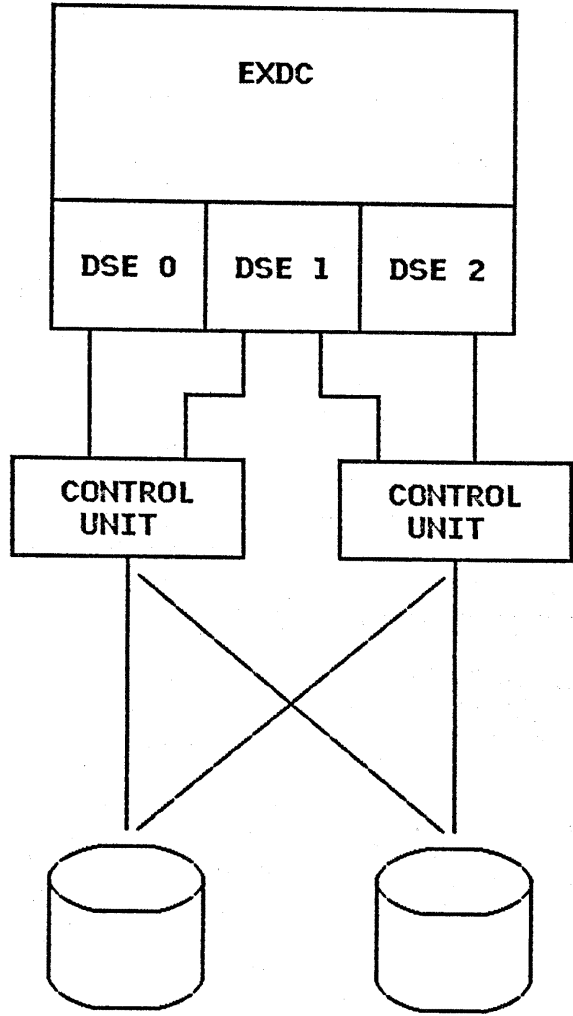 EXDC
DSE 0
DSE 1
DSE 2
CONTROL
UNIT
CONTROL
UNIT